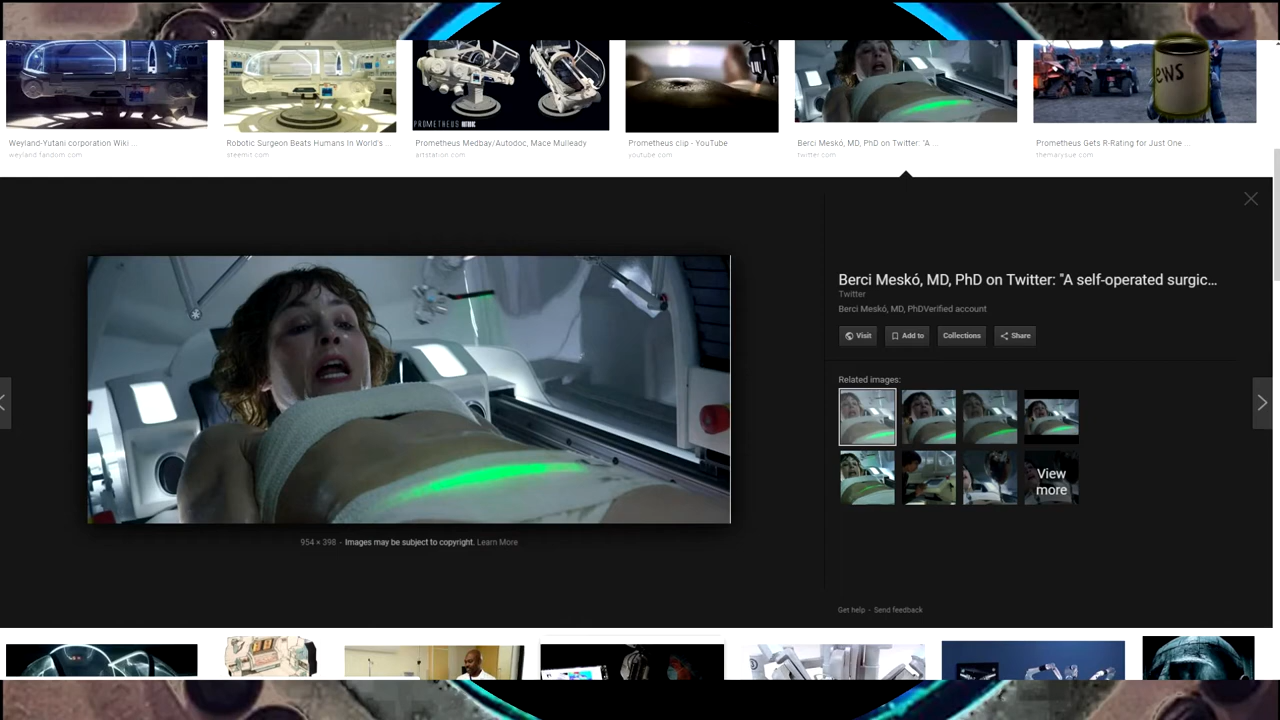 ews
PROMETHEUS
Weyland-Yutani corporation Wiki ...
weyland.fandom.com
Robotic Surgeon Beats Humans In World's ...
steemit.com
Prometheus Medbay/Autodoc, Mace Mulleady
artstation.com
Prometheus clip - YouTube
youtube.com
Berci Meskó, MD, PhD on Twitter: "A ...
twitter.com
Prometheus Gets R-Rating for Just One ...
themarysue.com
Berci Meskó, MD, PhD on Twitter: "A self-operated surgic...
Twitter
Berci Meskó, MD, PhDVerified account
Visit
Add to
Collections
Share
Related images:
View
more
954 × 398 - Images may be subject to copyright. Learn More
Get help - Send feedback